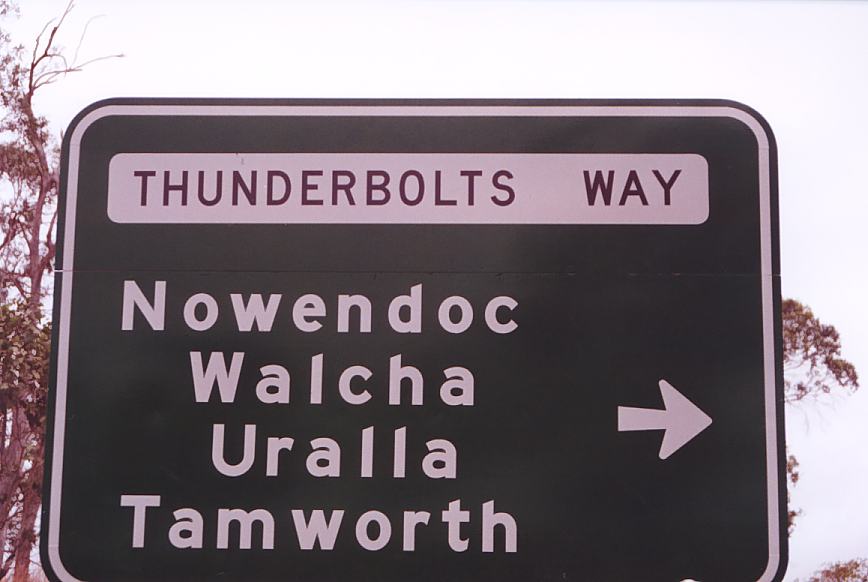 THUNDERBOLTS WAY
Nowendoc
Walcha
Uralla
Tamworth